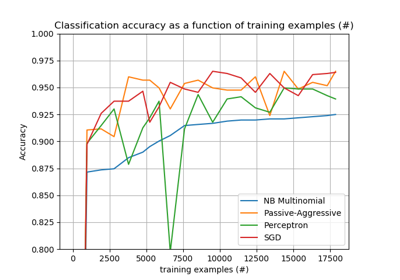 Classification accuracy as a function of training examples (#)
1.000
0.975
0.950
0.925
0.900
0.875
0.850
0.825
0.800
Accuracy
NB Multinomial
Passive-Aggressive
Perceptron
SGD
0 2500 5000 7500 10000 12500 15000 17500
training examples (#)